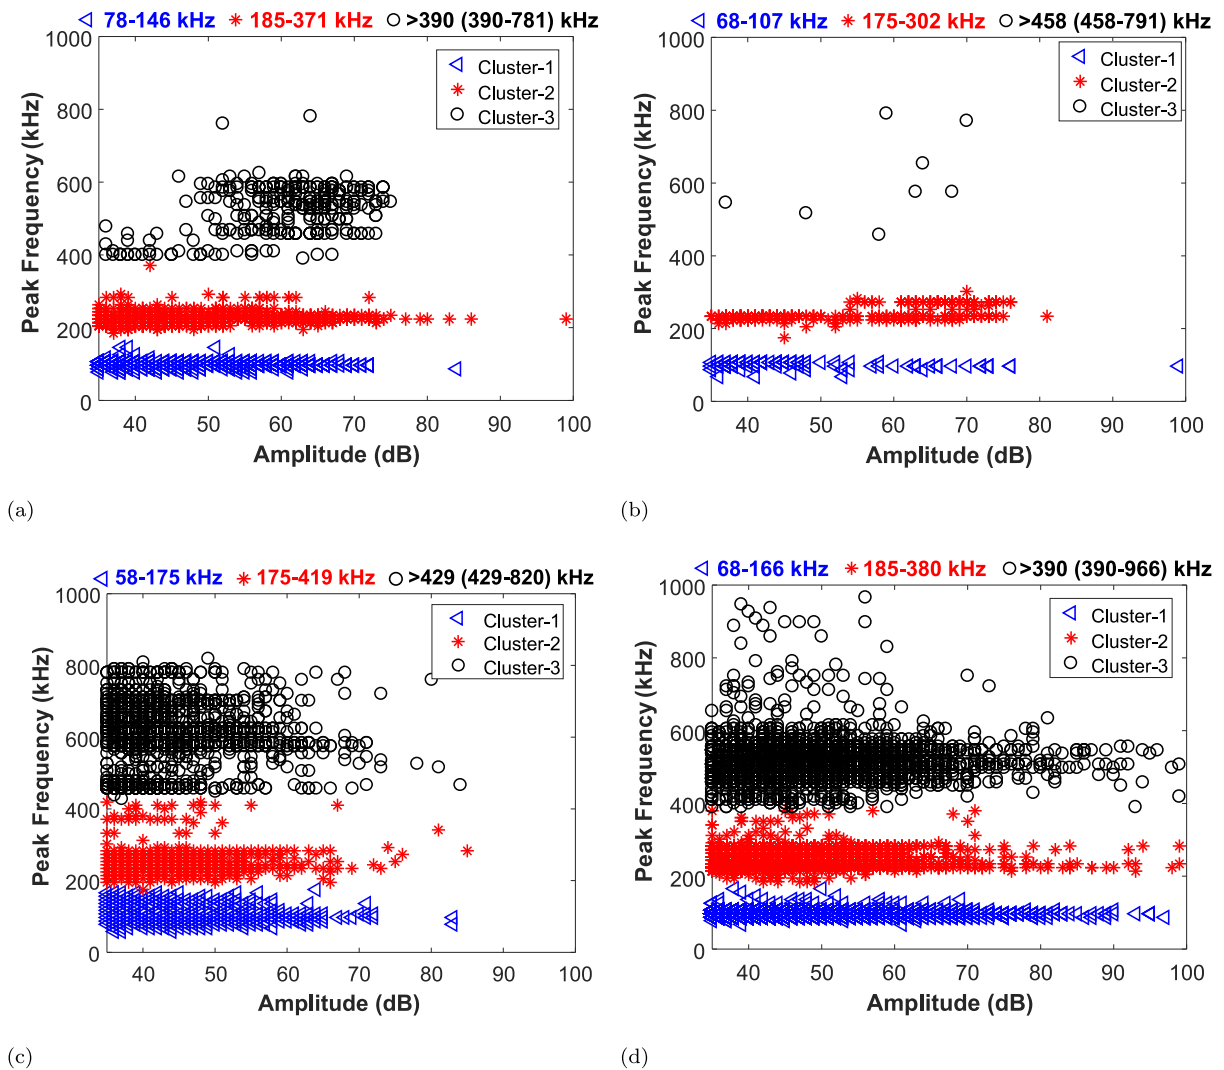 78-146 kHz 185-371 kHz >390 (390-781) kHz
1000
800
600
400
200
0
Peak Frequency (kHz)
Cluster-1
Cluster-2
Cluster-3
40 50 60 70 80 90 100
Amplitude (dB)
(a)
68-107 kHz 175-302 kHz >458 (458-791) kHz
1000
800
600
400
200
0
Peak Frequency (kHz)
Cluster-1
Cluster-2
Cluster-3
40 50 60 70 80 90 100
Amplitude (dB)
(b)
58-175 kHz 175-419 kHz >429 (429-820) kHz
1000
800
600
400
200
0
Peak Frequency (kHz)
Cluster-1
Cluster-2
Cluster-3
40 50 60 70 80 90 100
Amplitude (dB)
(c)
68-166 kHz 185-380 kHz >390 (390-966) kHz
1000
800
600
400
200
0
Peak Frequency (kHz)
Cluster-1
Cluster-2
Cluster-3
40 50 60 70 80 90 100
Amplitude (dB)
(d)